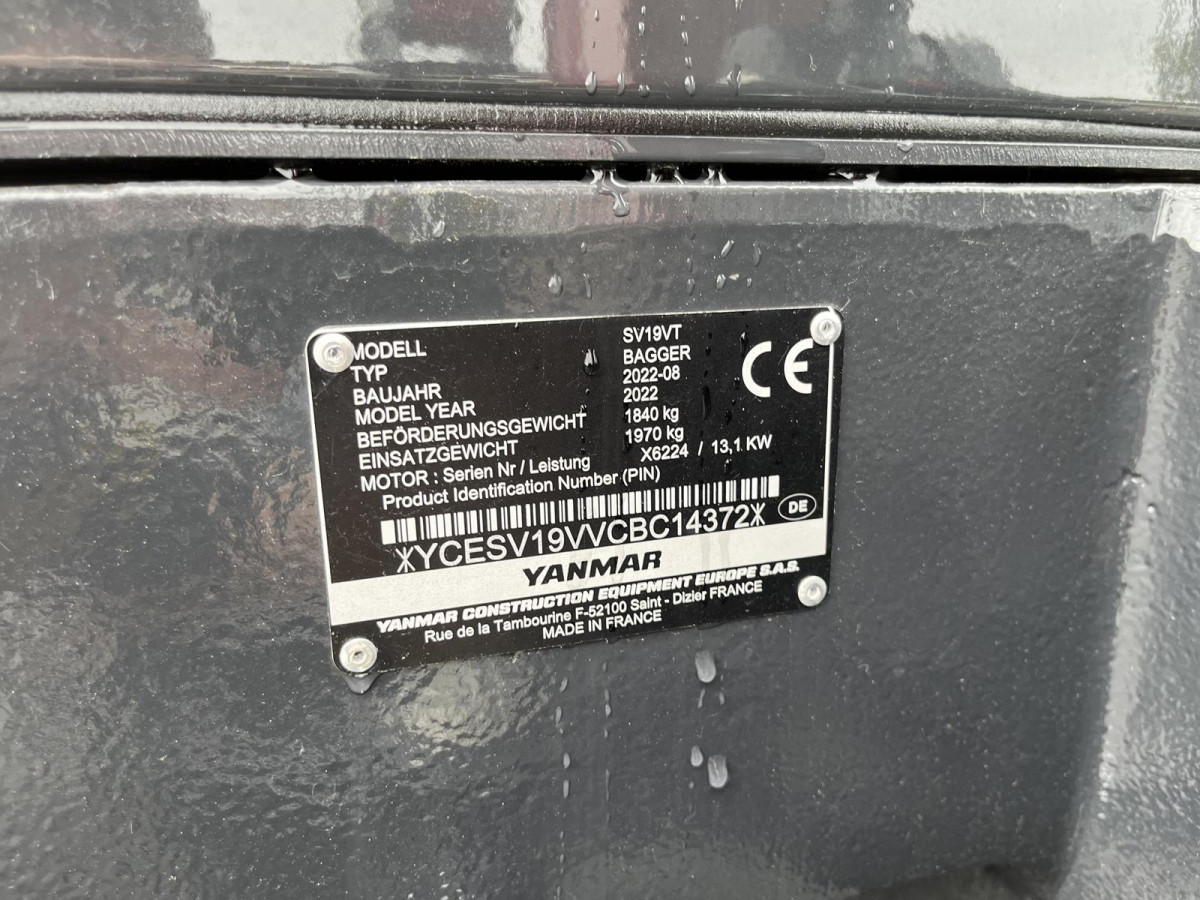 MODELL SV19VT
TYP BAGGER
BAUJAHR 2022-08
MODEL YEAR 2022
BEFÖRDERUNGSGEWICHT 1840 kg
EINSATZGEWICHT 1970 kg
MOTOR : Serien Nr / Leistung X6224 / 13,1 KW
Product Identification Number (PIN)
CE
DE
*YCESV19VVCBC14372*
YANMAR
YANMAR CONSTRUCTION EQUIPMENT EUROPE S.A.S.
Rue de la Tambourine F-52100 Saint - Dizier FRANCE
MADE IN FRANCE